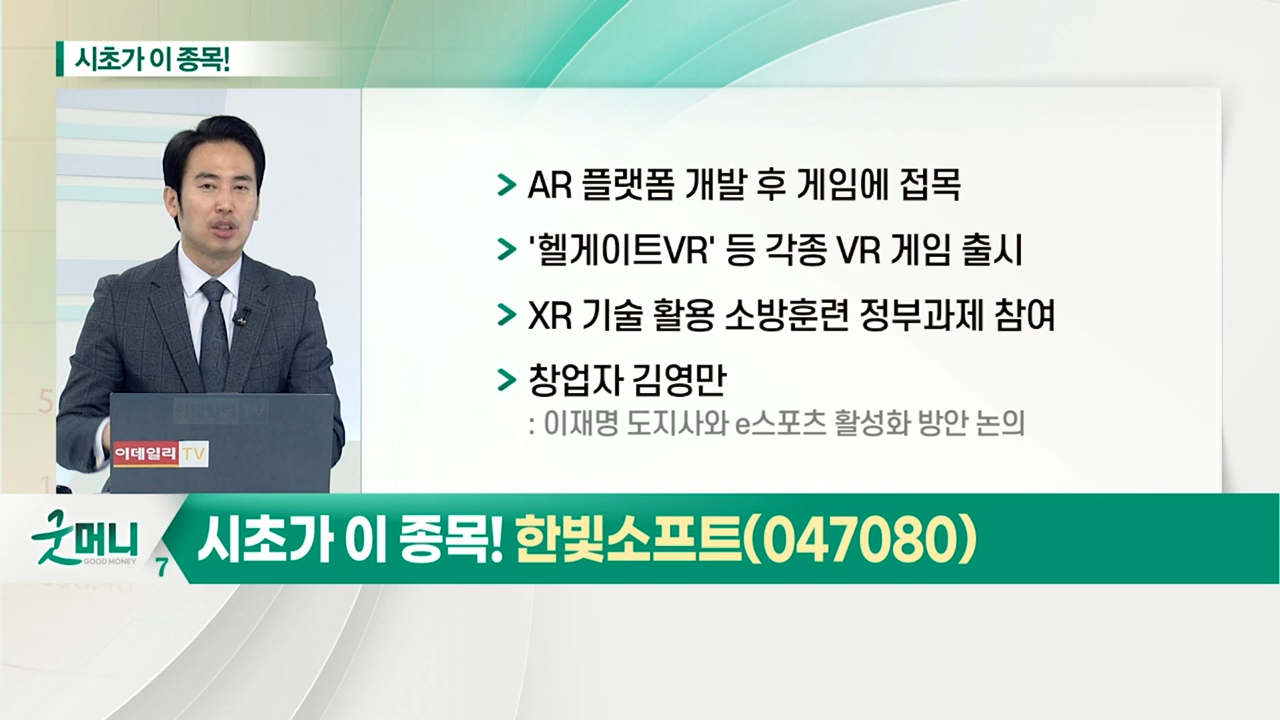 시초가 이 종목!
> AR 플랫폼 개발 후 게임에 접목
> '헬게이트VR' 등 각종 VR 게임 출시
> XR 기술 활용 소방훈련 정부과제 참여
> 창업자 김영만
: 이재명 도지사와 e스포츠 활성화 방안 논의
이데일리 TV
굿머니
GOOD MONEY
7
시초가 이 종목! 한빛소프트(047080)